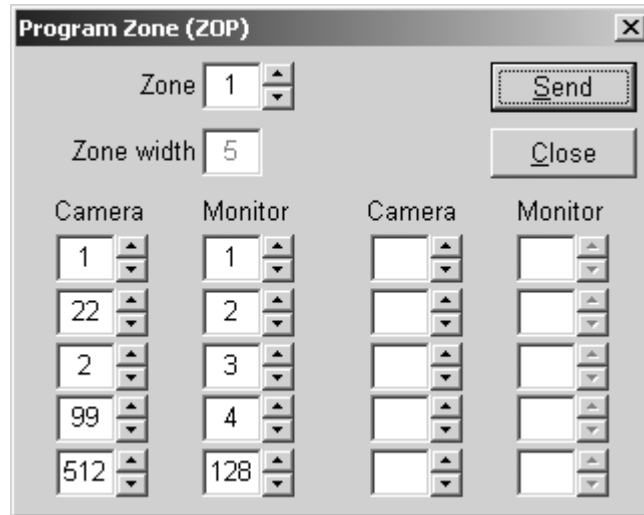 Program Zone (ZOP)
Zone 1 Send
Zone width 5 Close
Camera Monitor Camera Monitor
1 1
22 2
2 3
99 4
512 128